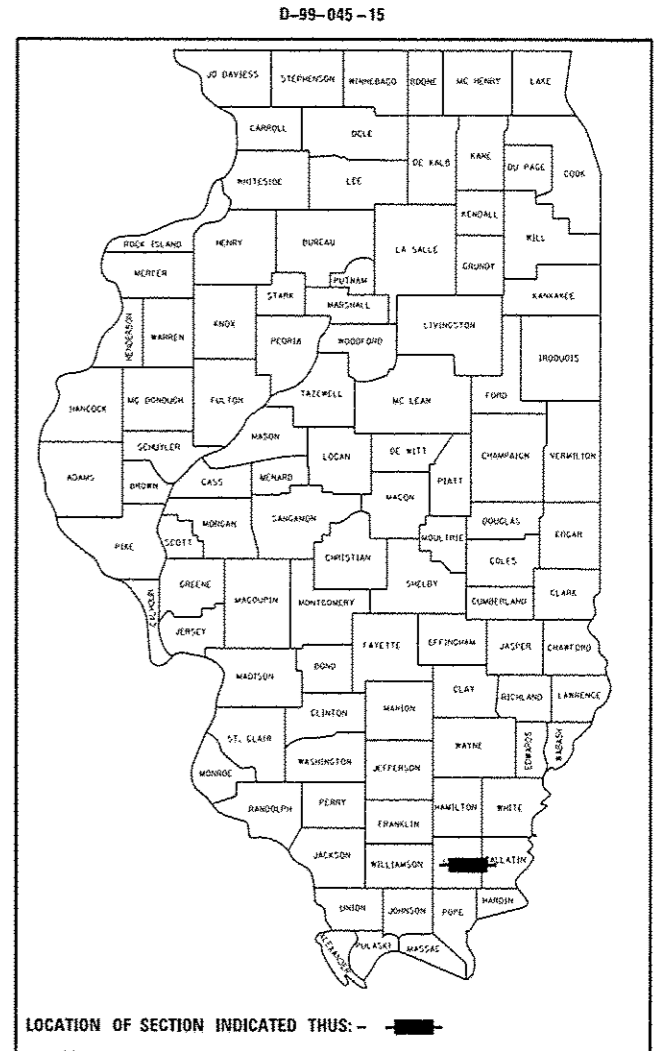 D-99-045-15
JO DAVIESS STEPHENSON WINNEBAGO BOONE MC HENRY LAKE
CARROLL OGLE
DE KALB KANE DU PAGE COOK
WHITESIDE LEE
KENDALL WILL
ROCK ISLAND HENRY BUREAU LA SALLE GRUNDY
MERCER PUTNAM
STARK MARSHALL KANKAKEE
HENDERSON WARREN KNOX PEORIA WOODFORD LIVINGSTON
IROQUOIS
HANCOCK MC DONOUGH FULTON TAZEWELL MC LEAN FORD
SCHUYLER MASON
ADAMS BROWN CASS MENARD LOGAN DE WITT PIATT CHAMPAIGN VERMILION
MACON
PIKE SCOTT MORGAN SANGAMON CHRISTIAN MOULTRIE DOUGLAS EDGAR
COLES
CALHOUN GREENE MACOUPIN MONTGOMERY SHELBY CUMBERLAND CLARK
JERSEY FAYETTE EFFINGHAM JASPER CRAWFORD
MADISON BOND
CLAY RICHLAND LAWRENCE
CLINTON MARION
ST. CLAIR WAYNE EDWARDS WABASH
MONROE WASHINGTON JEFFERSON
RANDOLPH PERRY HAMILTON WHITE
FRANKLIN
JACKSON WILLIAMSON
HARDIN
UNION JOHNSON POPE
ALEXANDER PULASKI MASSAC
LOCATION OF SECTION INDICATED THUS: -